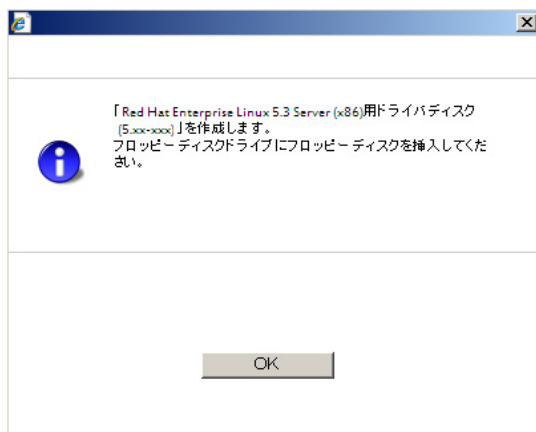 「Red Hat Enterprise Linux 5.3 Server (x86)用ドライバディスク
(5.xx-xxx)」を作成します。
フロッピーディスクドライブにフロッピーディスクを挿入してくだ
さい。
OK